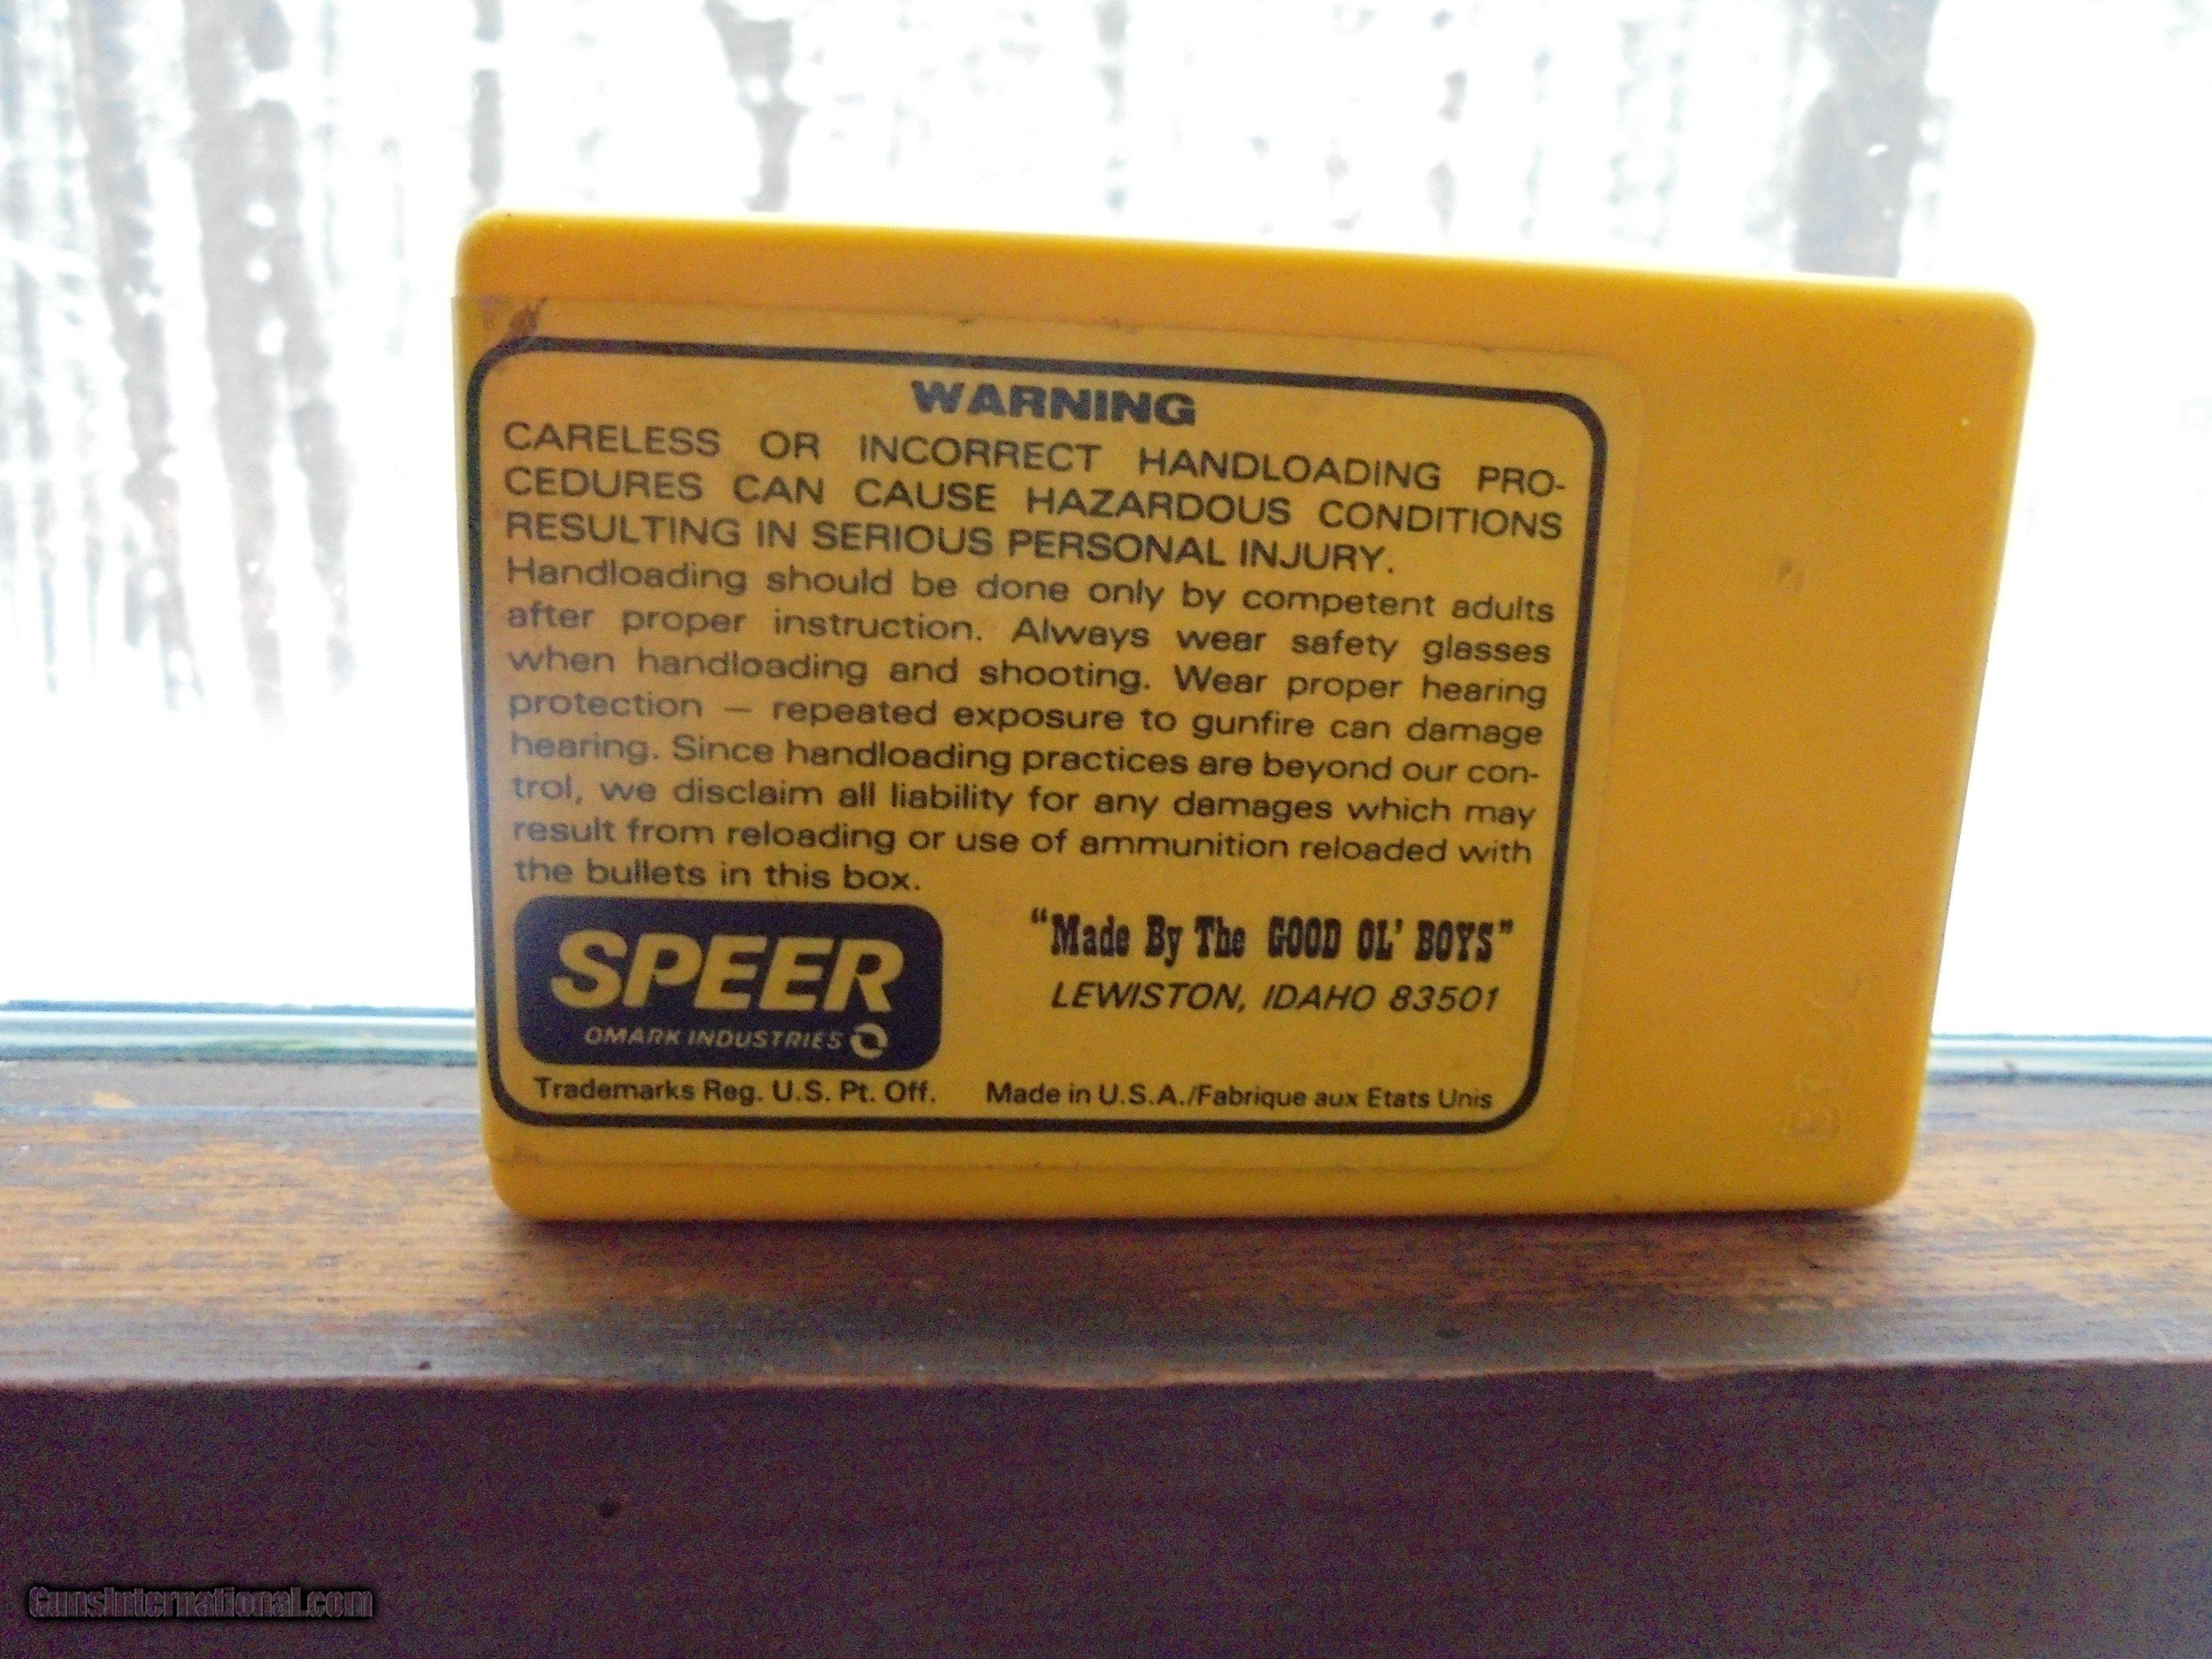 WARNING
CARELESS OR INCORRECT HANDLOADING PRO-
CEDURES CAN CAUSE HAZARDOUS CONDITIONS
RESULTING IN SERIOUS PERSONAL INJURY.
Handloading should be done only by competent adults
after proper instruction. Always wear safety glasses
when handloading and shooting. Wear proper hearing
protection — repeated exposure to gunfire can damage
hearing. Since handloading practices are beyond our con-
trol, we disclaim all liability for any damages which may
result from reloading or use of ammunition reloaded with
the bullets in this box.
SPEER
OMARK INDUSTRIES
"Made By The GOOD OL' BOYS"
LEWISTON, IDAHO 83501
Trademarks Reg. U.S. Pt. Off. Made in U.S.A./Fabrique aux Etats Unis
GunsInternational.com